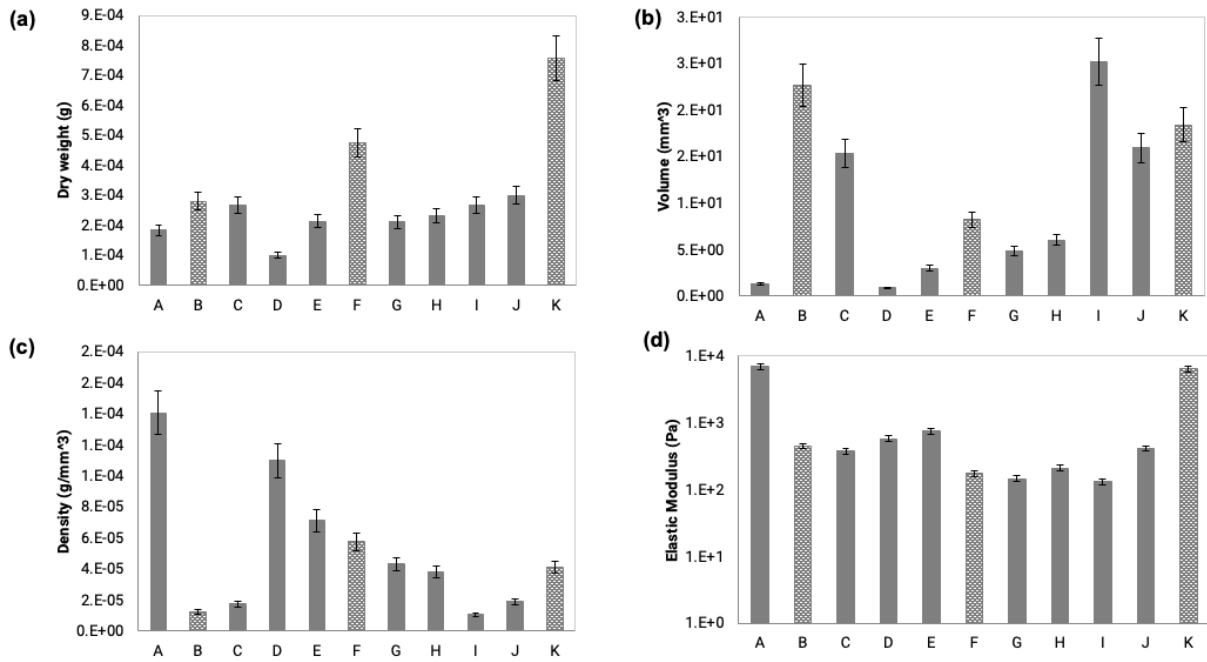 (a)
Dry weight (g)
9.E-04
8.E-04
7.E-04
6.E-04
5.E-04
4.E-04
3.E-04
2.E-04
1.E-04
0.E+00
A B C D E F G H I J K
(b)
Volume (mm^3)
3.E+01
3.E+01
2.E+01
2.E+01
1.E+01
5.E+00
0.E+00
A B C D E F G H I J K
(c)
Density (g/mm^3)
2.E-04
2.E-04
1.E-04
1.E-04
8.E-05
6.E-05
4.E-05
2.E-05
0.E+00
A B C D E F G H I J K
(d)
Elastic Modulus (Pa)
1.E+4
1.E+3
1.E+2
1.E+1
1.E+0
A B C D E F G H I J K